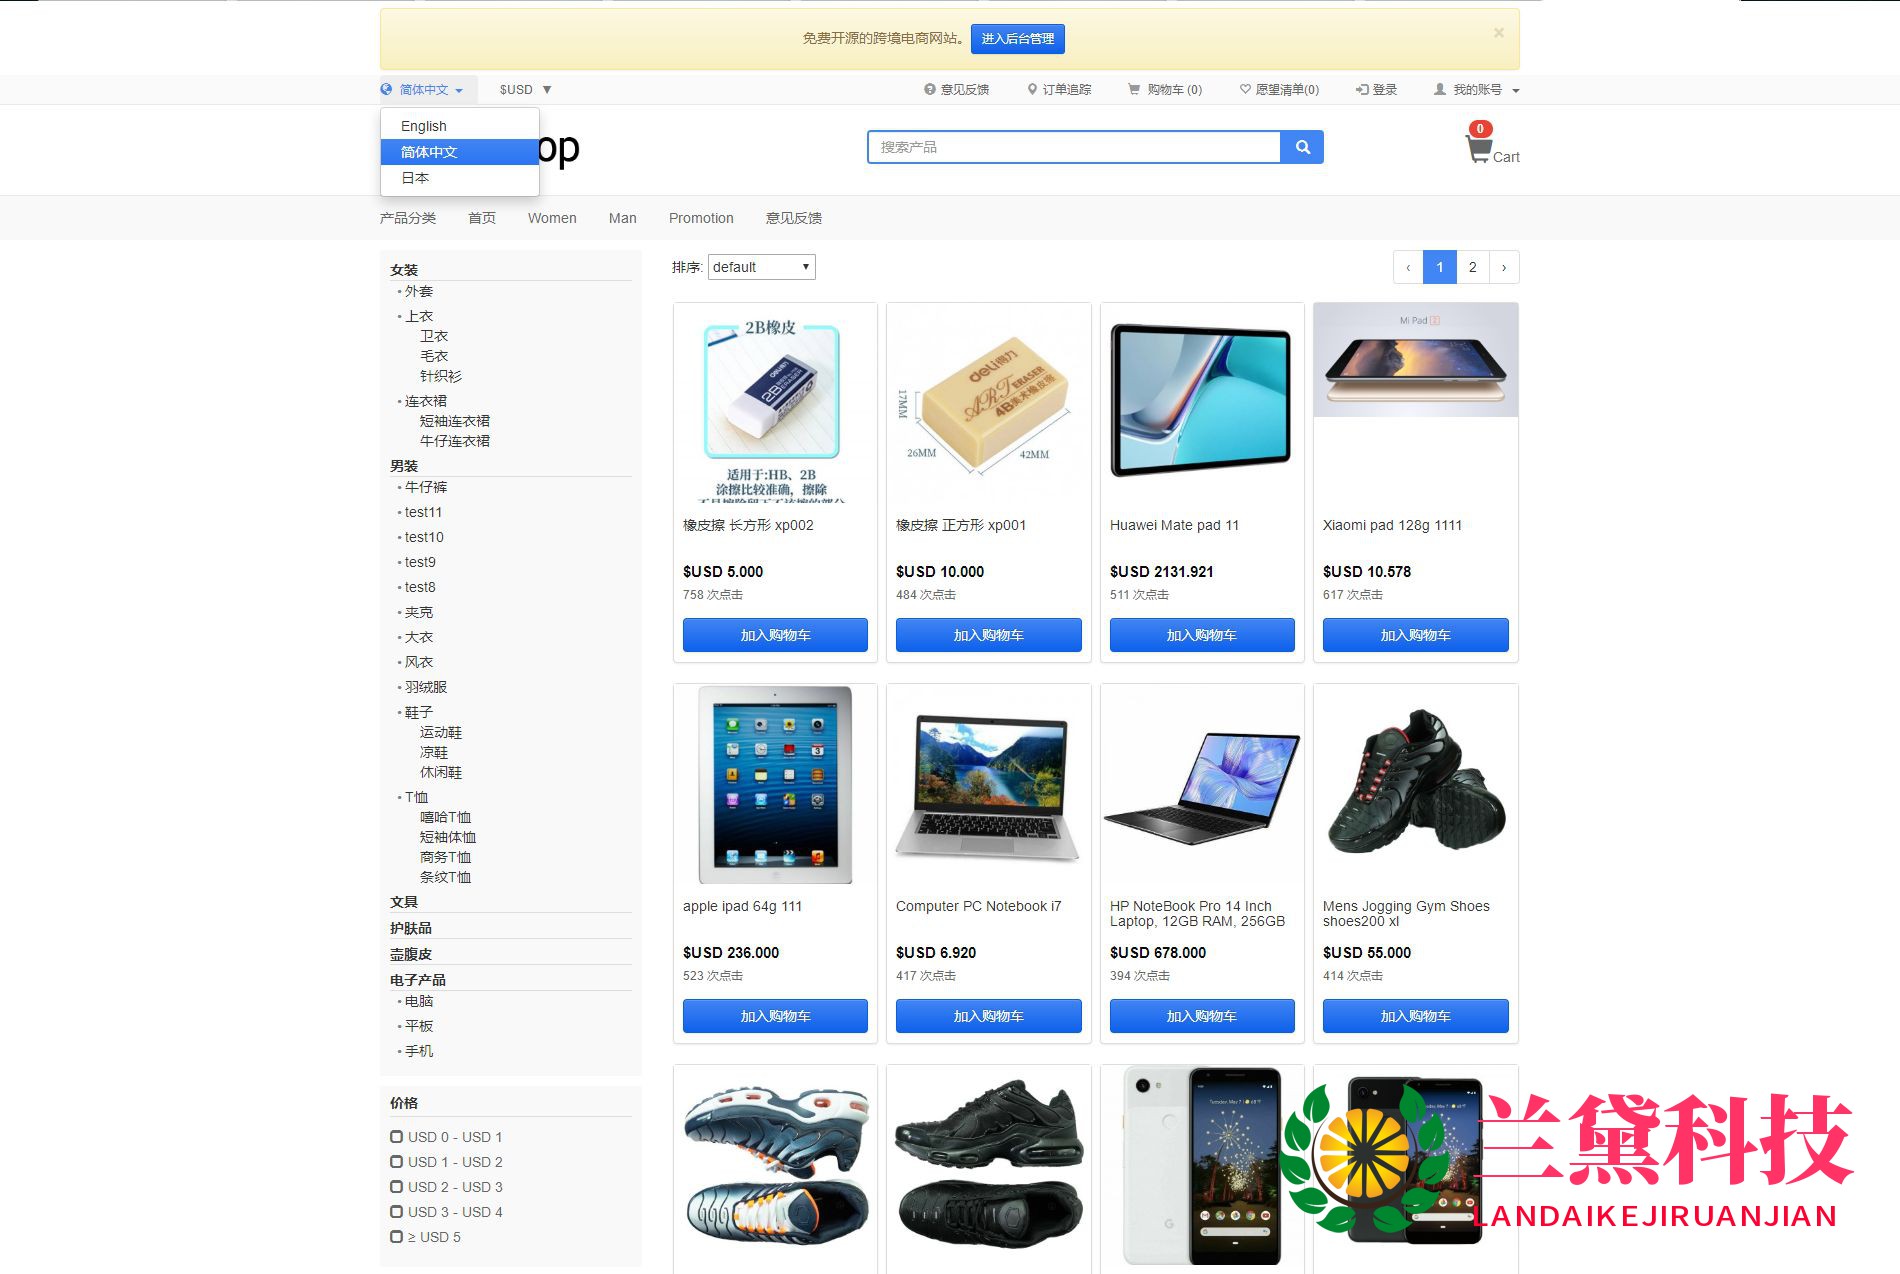 免费开源的跨境电商网站。 进入后台管理 ×
简体中文 $USD ▼ 意见反馈 订单追踪 购物车 (0) 愿望清单(0) 登录 我的账号
English
简体中文
日本
op
搜索产品
0
Cart
产品分类 首页 Women Man Promotion 意见反馈
女装
外套
上衣
卫衣
毛衣
针织衫
连衣裙
短袖连衣裙
牛仔连衣裙
男装
牛仔裤
test11
test10
test9
test8
夹克
大衣
风衣
羽绒服
鞋子
运动鞋
凉鞋
休闲鞋
T恤
嘻哈T恤
短袖体恤
商务T恤
条纹T恤
文具
护肤品
壶腹皮
电子产品
电脑
平板
手机
价格
USD 0 - USD 1
USD 1 - USD 2
USD 2 - USD 3
USD 3 - USD 4
≥ USD 5
排序: default
‹ 1 2 ›
2B橡皮
deli
2B
ERASER
适用于:HB、2B
涂擦比较准确，擦除
橡皮擦 长方形 xp002
$USD 5.000
758 次点击
加入购物车
deli得力
ART ERASER
4B美术橡皮擦
17MM
26MM
42MM
橡皮擦 正方形 xp001
$USD 10.000
484 次点击
加入购物车
Huawei Mate pad 11
$USD 2131.921
511 次点击
加入购物车
Mi Pad 2
Xiaomi pad 128g 1111
$USD 10.578
617 次点击
加入购物车
apple ipad 64g 111
$USD 236.000
523 次点击
加入购物车
Computer PC Notebook i7
$USD 6.920
417 次点击
加入购物车
HP NoteBook Pro 14 Inch
Laptop, 12GB RAM, 256GB
$USD 678.000
394 次点击
加入购物车
Mens Jogging Gym Shoes
shoes200 xl
$USD 55.000
414 次点击
加入购物车
兰黛科技
LANDAIKEJIRUANJIAN